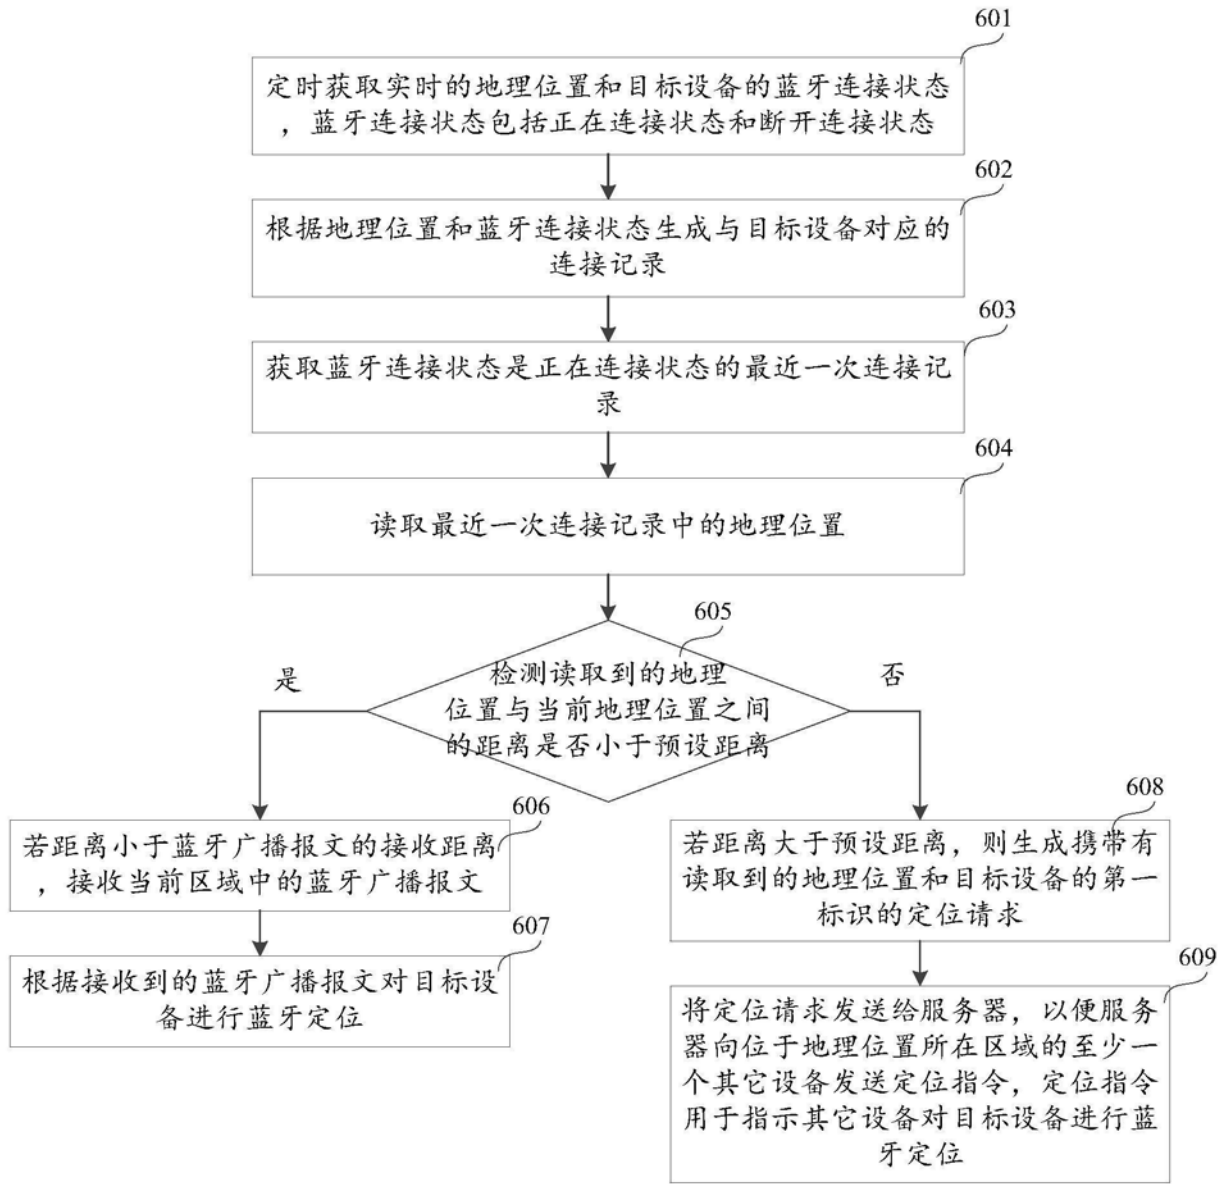 601
定时获取实时的地理位置和目标设备的蓝牙连接状态
，蓝牙连接状态包括正在连接状态和断开连接状态
602
根据地理位置和蓝牙连接状态生成与目标设备对应的
连接记录
603
获取蓝牙连接状态是正在连接状态的最近一次连接记
录
604
读取最近一次连接记录中的地理位置
605
检测读取到的地理
位置与当前地理位置之间
的距离是否小于预设距离
是
否
606
若距离小于蓝牙广播报文的接收距离
，接收当前区域中的蓝牙广播报文
607
根据接收到的蓝牙广播报文对目标设
备进行蓝牙定位
608
若距离大于预设距离，则生成携带有
读取到的地理位置和目标设备的第一
标识的定位请求
609
将定位请求发送给服务器，以便服务
器向位于地理位置所在区域的至少一
个其它设备发送定位指令，定位指令
用于指示其它设备对目标设备进行蓝
牙定位